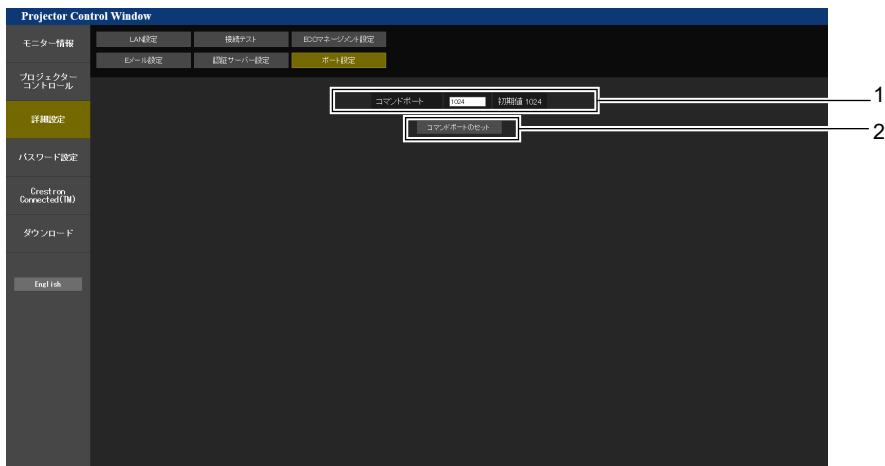 Projector Control Window
モニター情報
プロジェクター
コントロール
詳細設定
パスワード設定
Crestron
Connected(TM)
ダウンロード
English
LAN設定
接続テスト
ECOマネージメント設定
Eメール設定
認証サーバー設定
ポート設定
コマンドポート 1024 初期値 1024
1
コマンドポートのセット
2